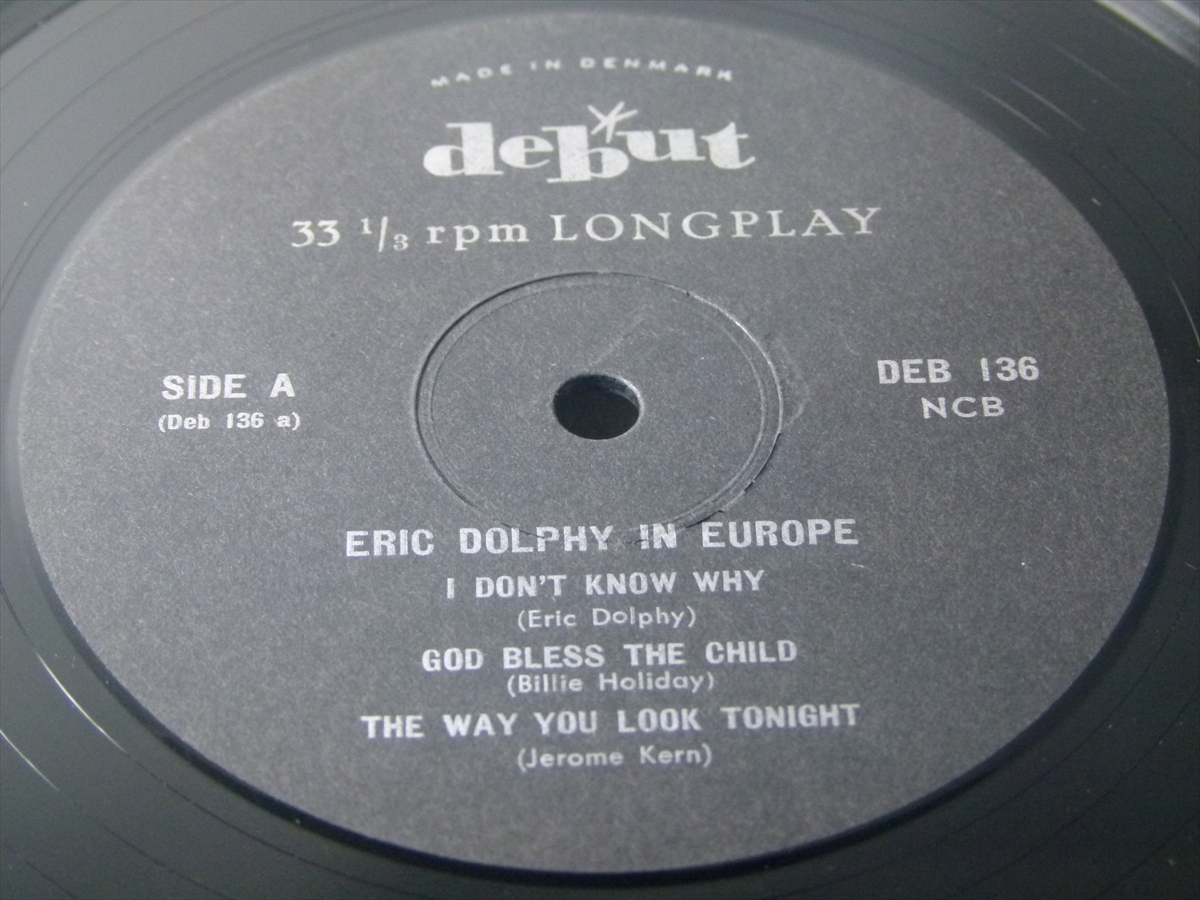 MADE IN DENMARK
debut
33 1/3 rpm LONGPLAY
SIDE A
(Deb 136 a)
DEB 136
NCB
ERIC DOLPHY IN EUROPE
I DON'T KNOW WHY
(Eric Dolphy)
GOD BLESS THE CHILD
(Billie Holiday)
THE WAY YOU LOOK TONIGHT
(Jerome Kern)